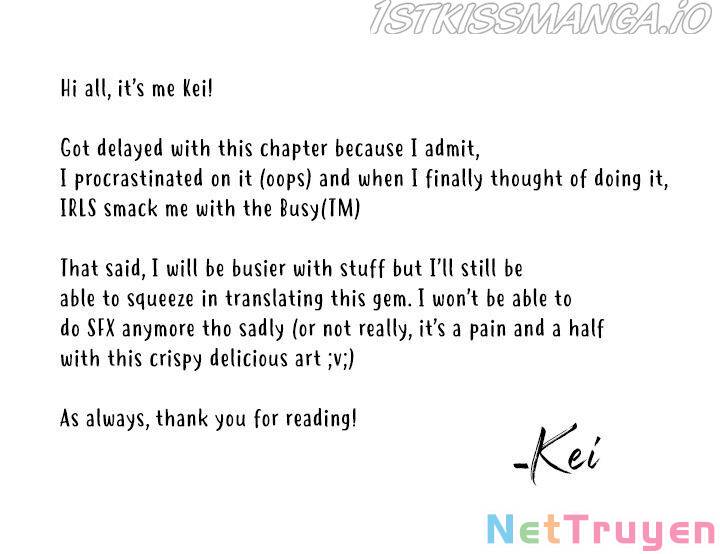 1STKISSMANGA.iO
Hi all, it's me Kei!
Got delayed with this chapter because I admit,
I procrastinated on it (oops) and when I finally thought of doing it,
IRLS smack me with the Busy(TM)
That said, I will be busier with stuff but I'll still be
able to squeeze in translating this gem. I won't be able to
do SFX anymore tho sadly (or not really, it's a pain and a half
with this crispy delicious art ;v;)
As always, thank you for reading!
-Kei
NetTruyen